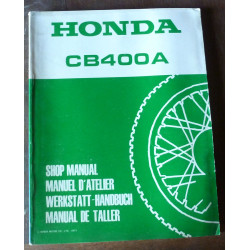 HONDA
CB400A
SHOP MANUAL
MANUEL D'ATELIER
WERKSTATT-HANDBUCH
MANUAL DE TALLER